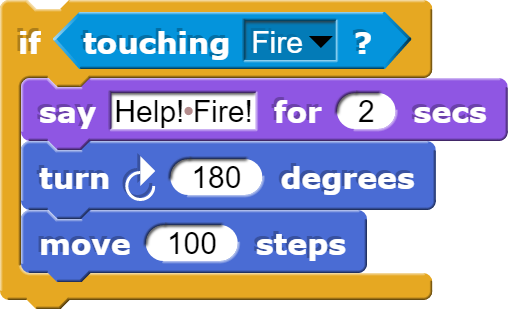 if touching Fire ?
say Help! Fire! for 2 secs
turn 180 degrees
move 100 steps